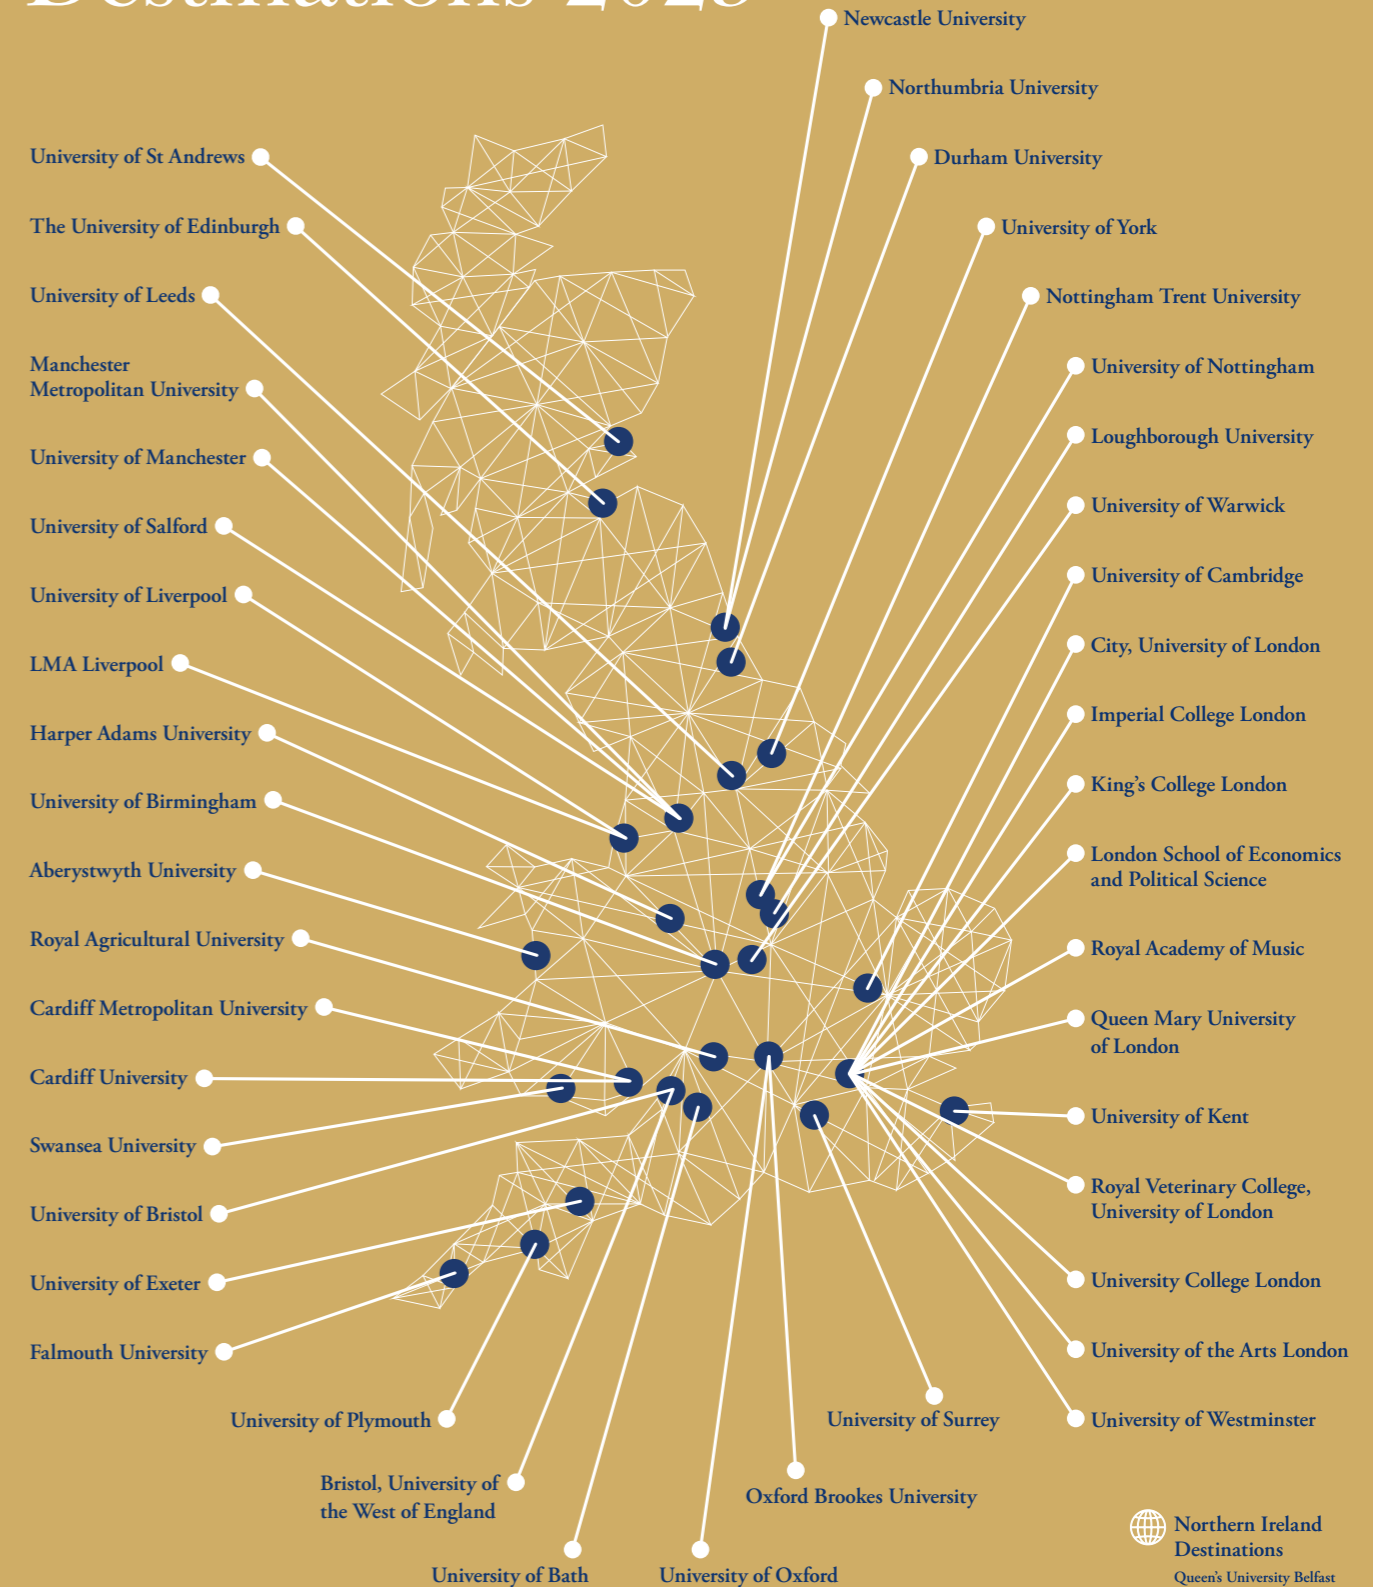 Destinations 2023
Newcastle University
Northumbria University
Durham University
University of York
Nottingham Trent University
University of Nottingham
Loughborough University
University of Warwick
University of Cambridge
City, University of London
Imperial College London
King's College London
London School of Economics
and Political Science
Royal Academy of Music
Queen Mary University
of London
University of Kent
Royal Veterinary College,
University of London
University College London
University of the Arts London
University of Westminster
University of St Andrews
The University of Edinburgh
University of Leeds
Manchester
Metropolitan University
University of Manchester
University of Salford
University of Liverpool
LMA Liverpool
Harper Adams University
University of Birmingham
Aberystwyth University
Royal Agricultural University
Cardiff Metropolitan University
Cardiff University
Swansea University
University of Bristol
University of Exeter
Falmouth University
University of Plymouth
Bristol, University of
the West of England
University of Bath
University of Oxford
Oxford Brookes University
University of Surrey
Northern Ireland
Destinations
Queen's University Belfast